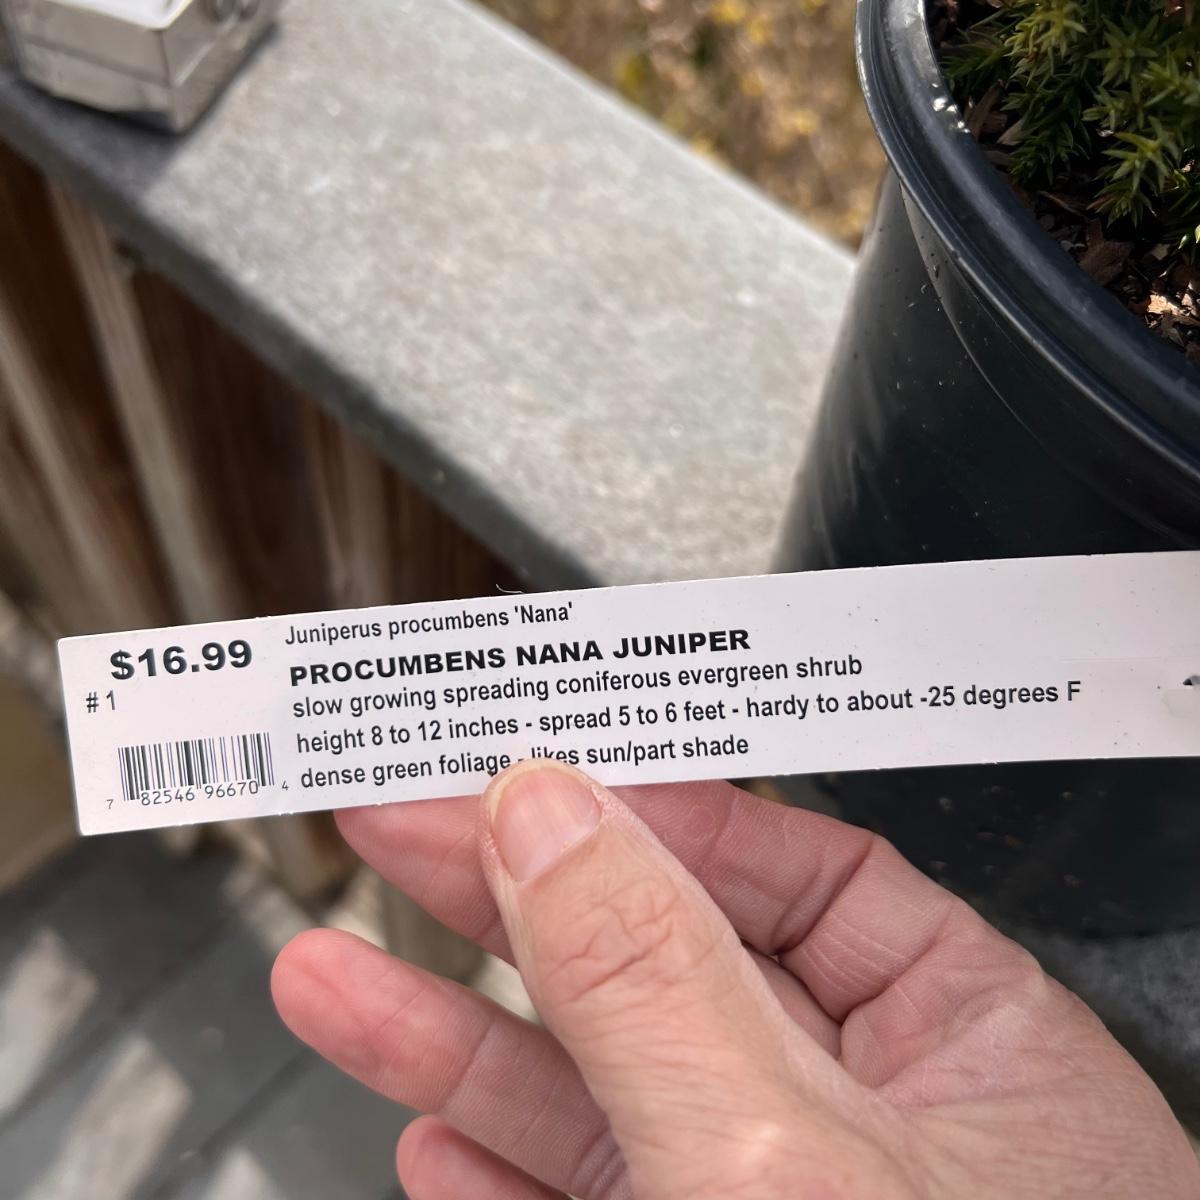 $16.99
#1
7 82546 96670 4
Juniperus procumbens 'Nana'
PROCUMBENS NANA JUNIPER
slow growing spreading coniferous evergreen shrub
height 8 to 12 inches - spread 5 to 6 feet - hardy to about -25 degrees F
dense green foliage - likes sun/part shade